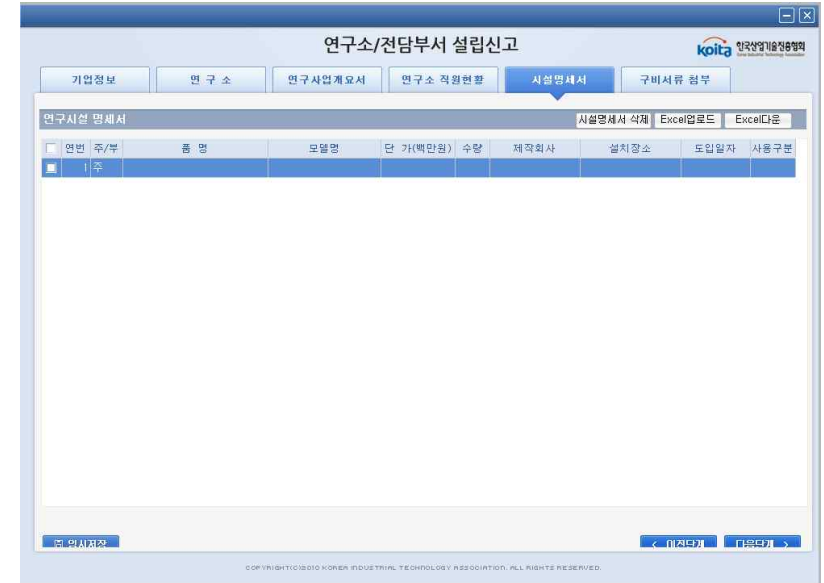 연구소/전담부서 설립신고
koita 한국산업기술진흥협회
기업정보 연 구 소 연구사업개요서 연구소 직원현황 시설명세서 구비서류 첨부
연구시설 명세서 시설명세서 삭제 Excel업로드 Excel다운
연번 주/부 품 명 모델명 단 가(백만원) 수량 제작회사 설치장소 도입일자 사용구분
1 주
임시저장 < 이전단계 다음단계 >
COPYRIGHT(C)2010 KOREA INDUSTRIAL TECHNOLOGY ASSOCIATION. ALL RIGHTS RESERVED.